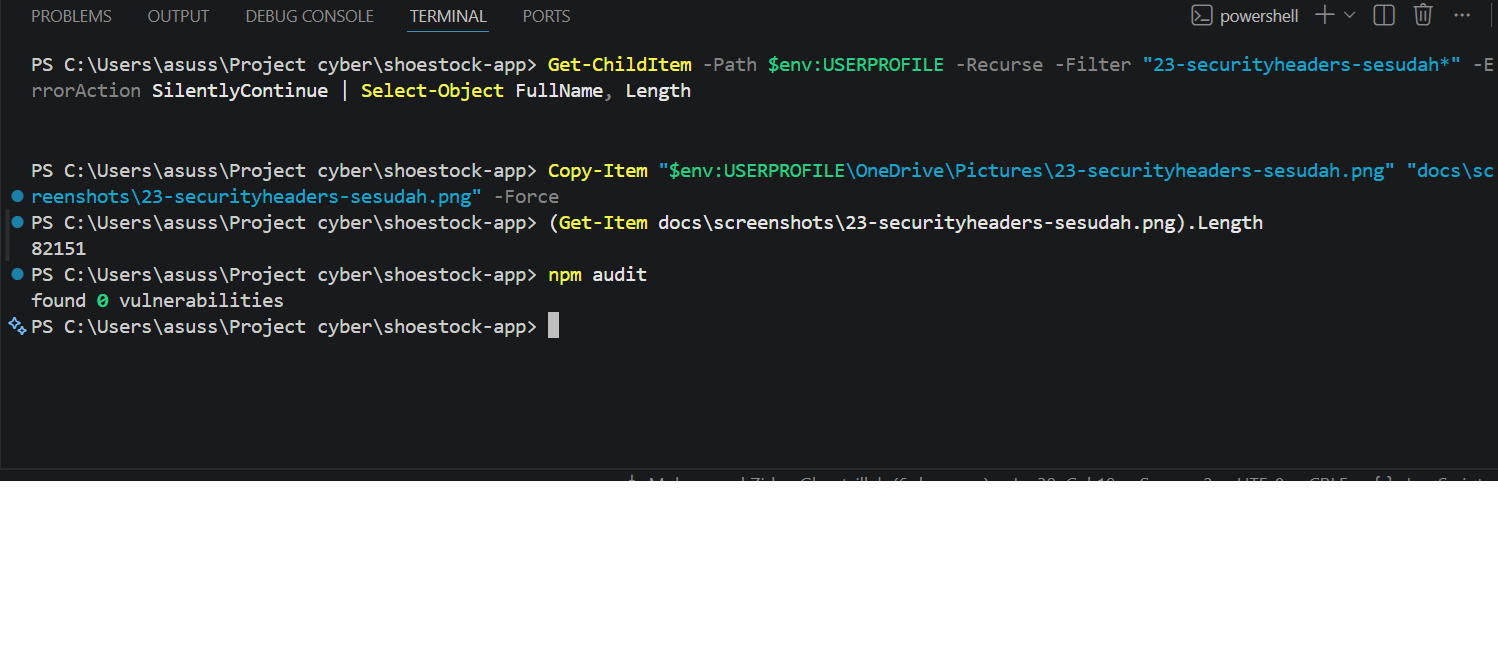 PROBLEMS OUTPUT DEBUG CONSOLE TERMINAL PORTS powershell
PS C:\Users\asuss\Project cyber\shoestock-app> Get-ChildItem -Path $env:USERPROFILE -Recurse -Filter "23-securityheaders-sesudah*" -E
rrorAction SilentlyContinue | Select-Object FullName, Length
PS C:\Users\asuss\Project cyber\shoestock-app> Copy-Item "$env:USERPROFILE\OneDrive\Pictures\23-securityheaders-sesudah.png" "docs\sc
reenshots\23-securityheaders-sesudah.png" -Force
PS C:\Users\asuss\Project cyber\shoestock-app> (Get-Item docs\screenshots\23-securityheaders-sesudah.png).Length
82151
PS C:\Users\asuss\Project cyber\shoestock-app> npm audit
found 0 vulnerabilities
PS C:\Users\asuss\Project cyber\shoestock-app>